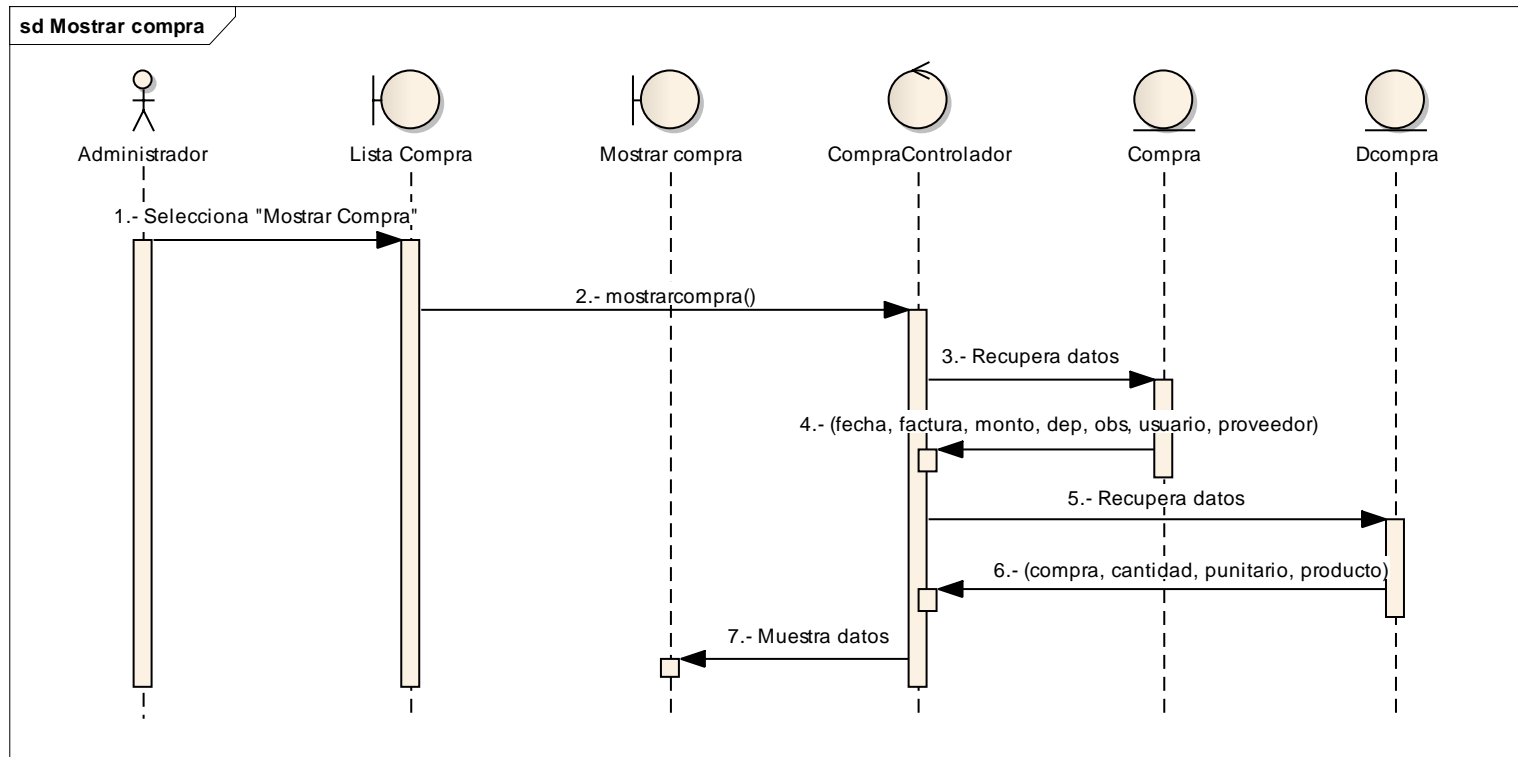 sd Mostrar compra
Administrador
Lista Compra
Mostrar compra
CompraControlador
Compra
Dcompra
1.- Selecciona "Mostrar Compra"
2.- mostrarcompra()
3.- Recupera datos
4.- (fecha, factura, monto, dep, obs, usuario, proveedor)
5.- Recupera datos
6.- (compra, cantidad, punitario, producto)
7.- Muestra datos